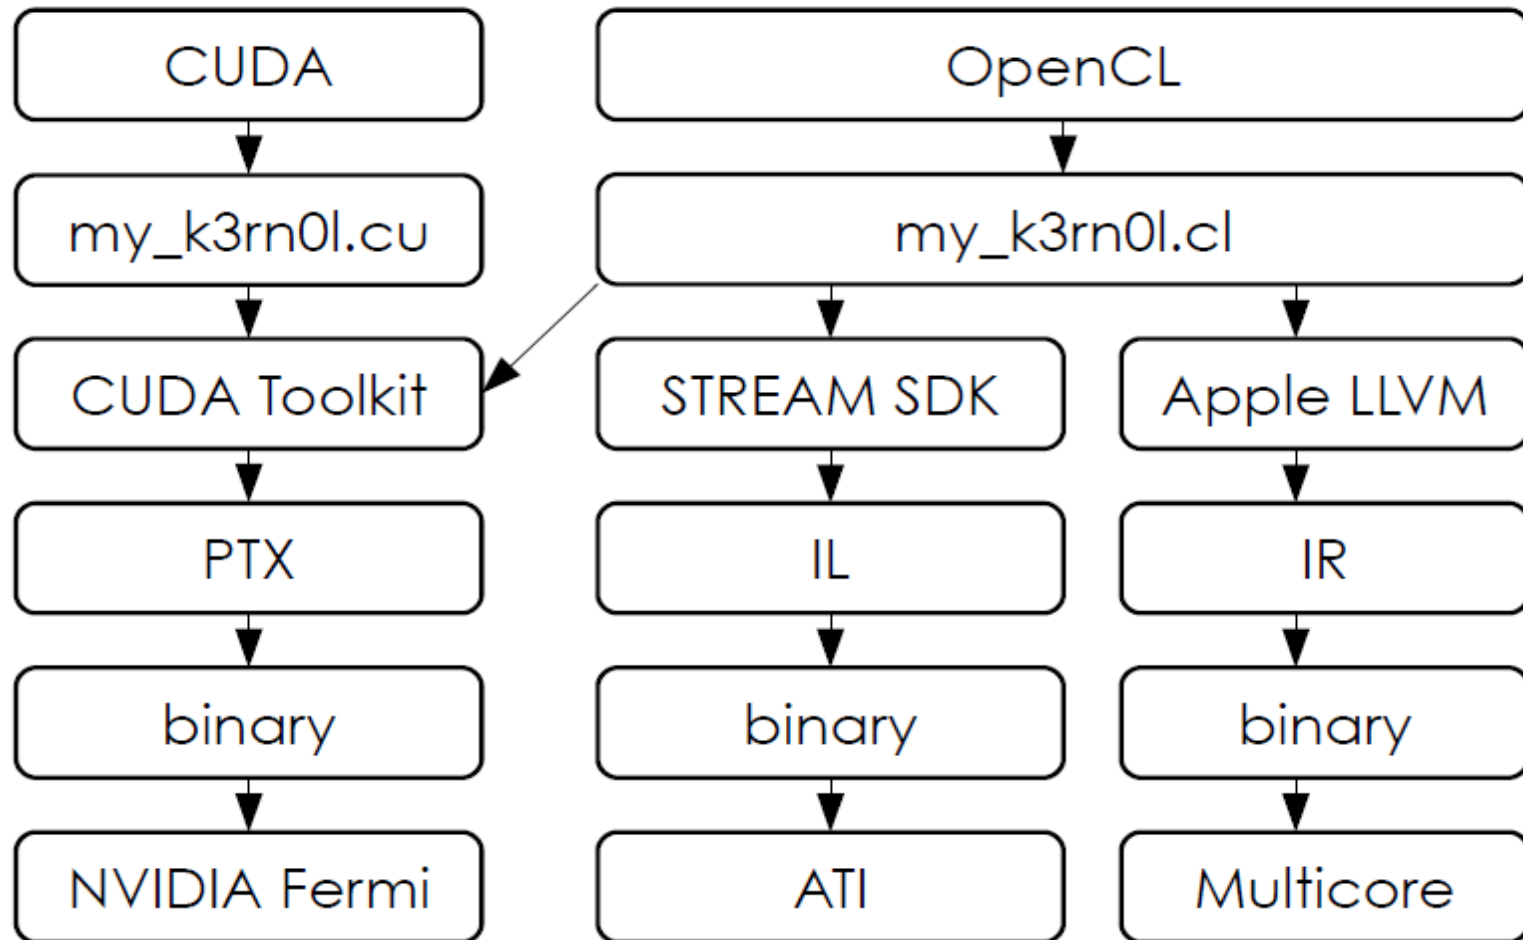 CUDA
OpenCL
my_k3rn0l.cu
my_k3rn0l.cl
CUDA Toolkit
STREAM SDK
Apple LLVM
PTX
IL
IR
binary
binary
binary
NVIDIA Fermi
ATI
Multicore